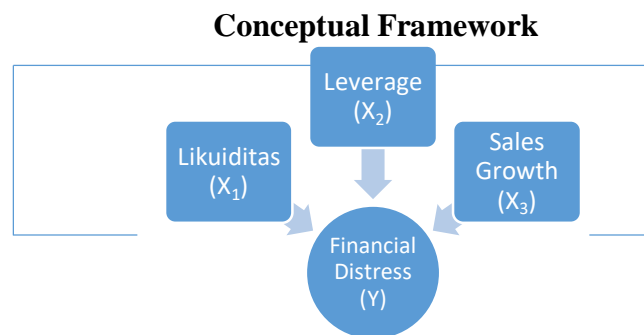 Conceptual Framework
Leverage
(X₂)
Likuiditas
(X₁)
Sales
Growth
(X₃)
Financial
Distress
(Y)